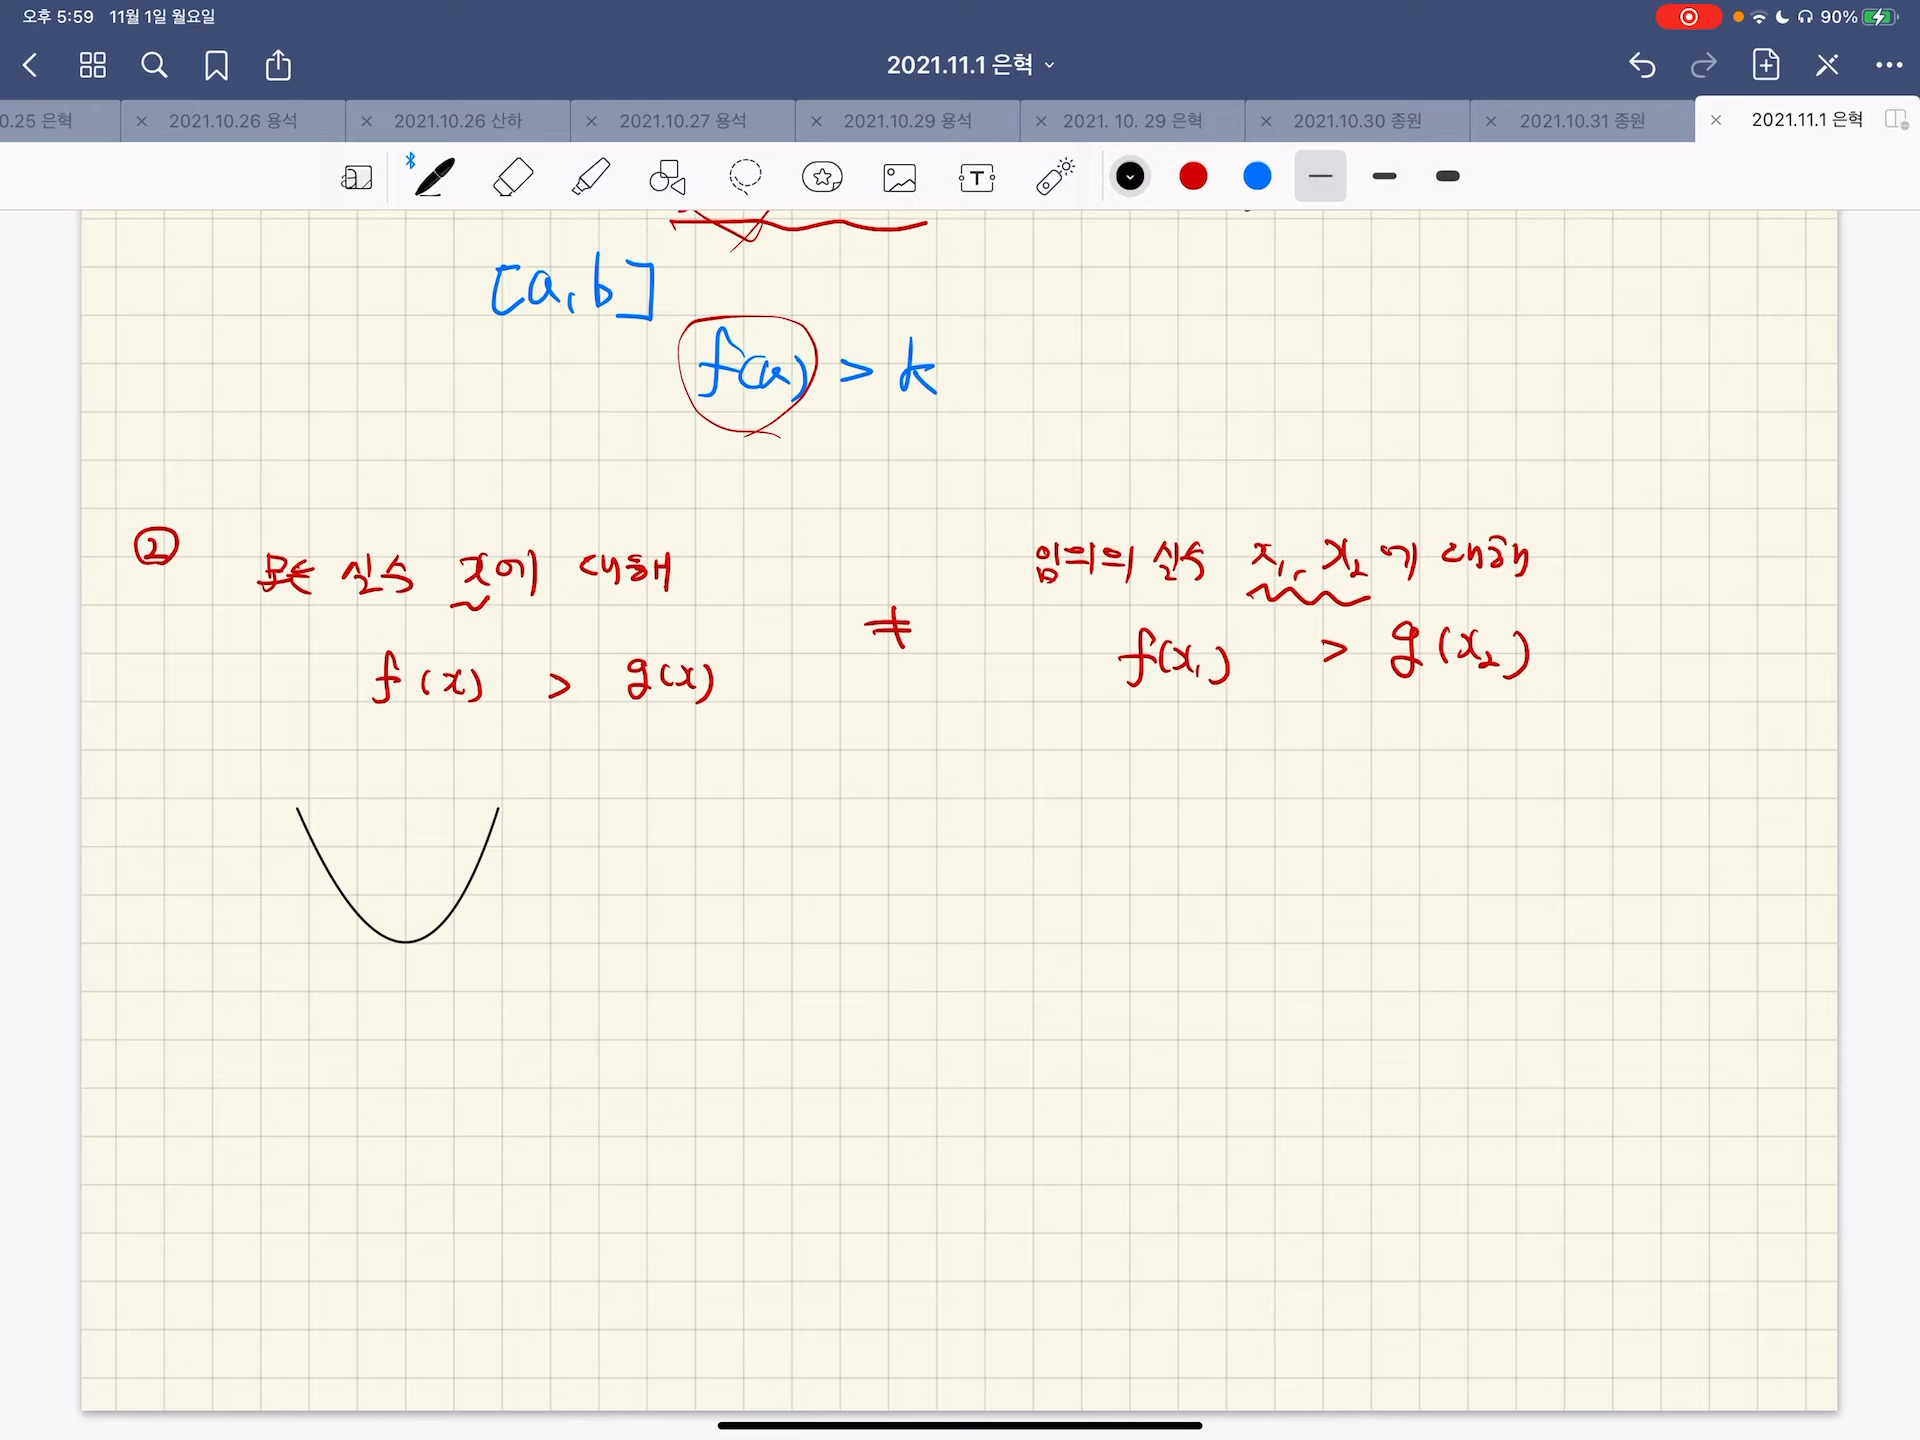 오후 5:59 11월 1일 월요일
90%
2021.11.1 은혁
0.25 은혁
2021.10.26 용석
2021.10.26 산하
2021.10.27 용석
2021.10.29 용석
2021. 10. 29 은혁
2021.10.30 종원
2021.10.31 종원
2021.11.1 은혁
[a, b]
f(a) > k
②
모든 실수 x에 대해
임의의 실수 x₁, x₂에 대해
≠
f(x) > g(x)
f(x₁) > g(x₂)